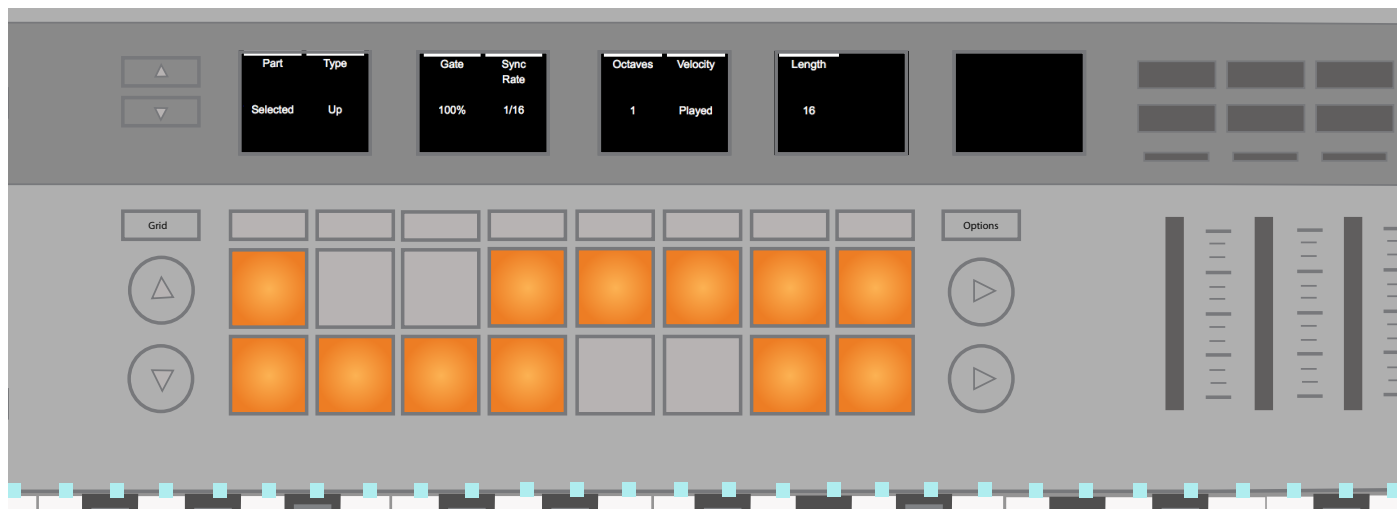 Part Type
Selected Up
Gate Sync
Rate
100% 1/16
Octaves Velocity
1 Played
Length
16
Grid
Options